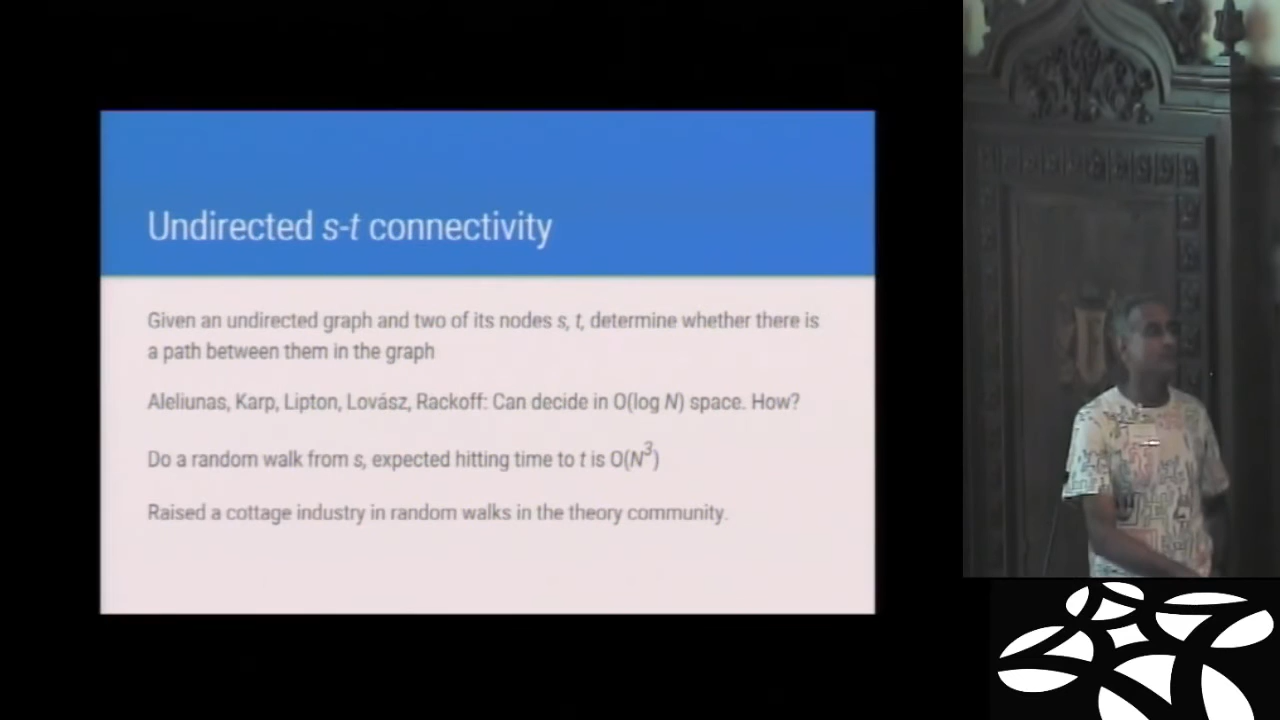 Undirected s-t connectivity
Given an undirected graph and two of its nodes s, t, determine whether there is
a path between them in the graph
Aleliunas, Karp, Lipton, Lovász, Rackoff: Can decide in O(log N) space. How?
Do a random walk from s, expected hitting time to t is O(N³)
Raised a cottage industry in random walks in the theory community.